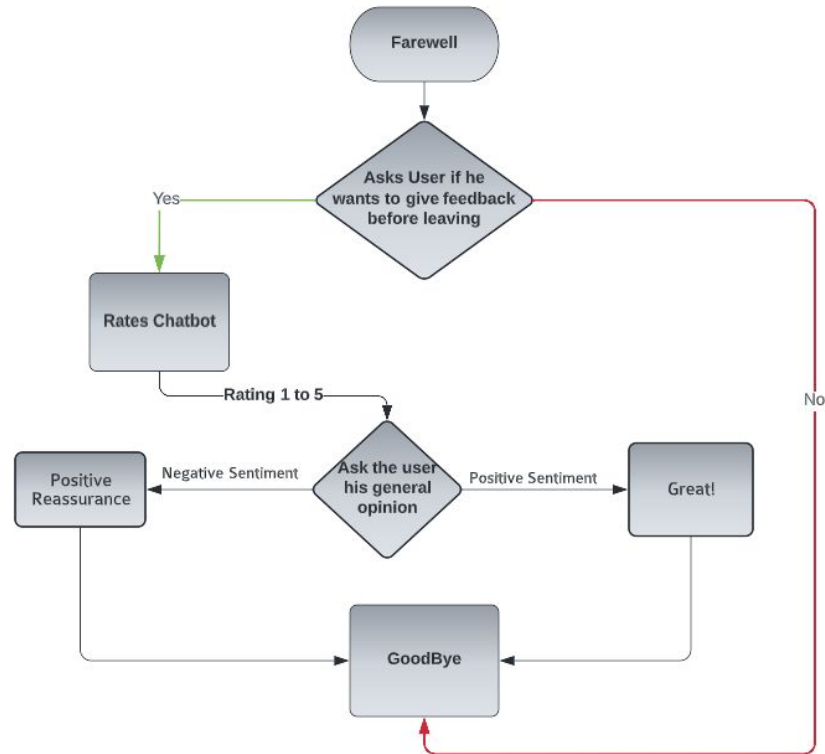 Farewell
Asks User if he
wants to give feedback
before leaving
Yes
No
Rates Chatbot
Rating 1 to 5
Ask the user
his general
opinion
Negative Sentiment
Positive Sentiment
Positive
Reassurance
Great!
GoodBye